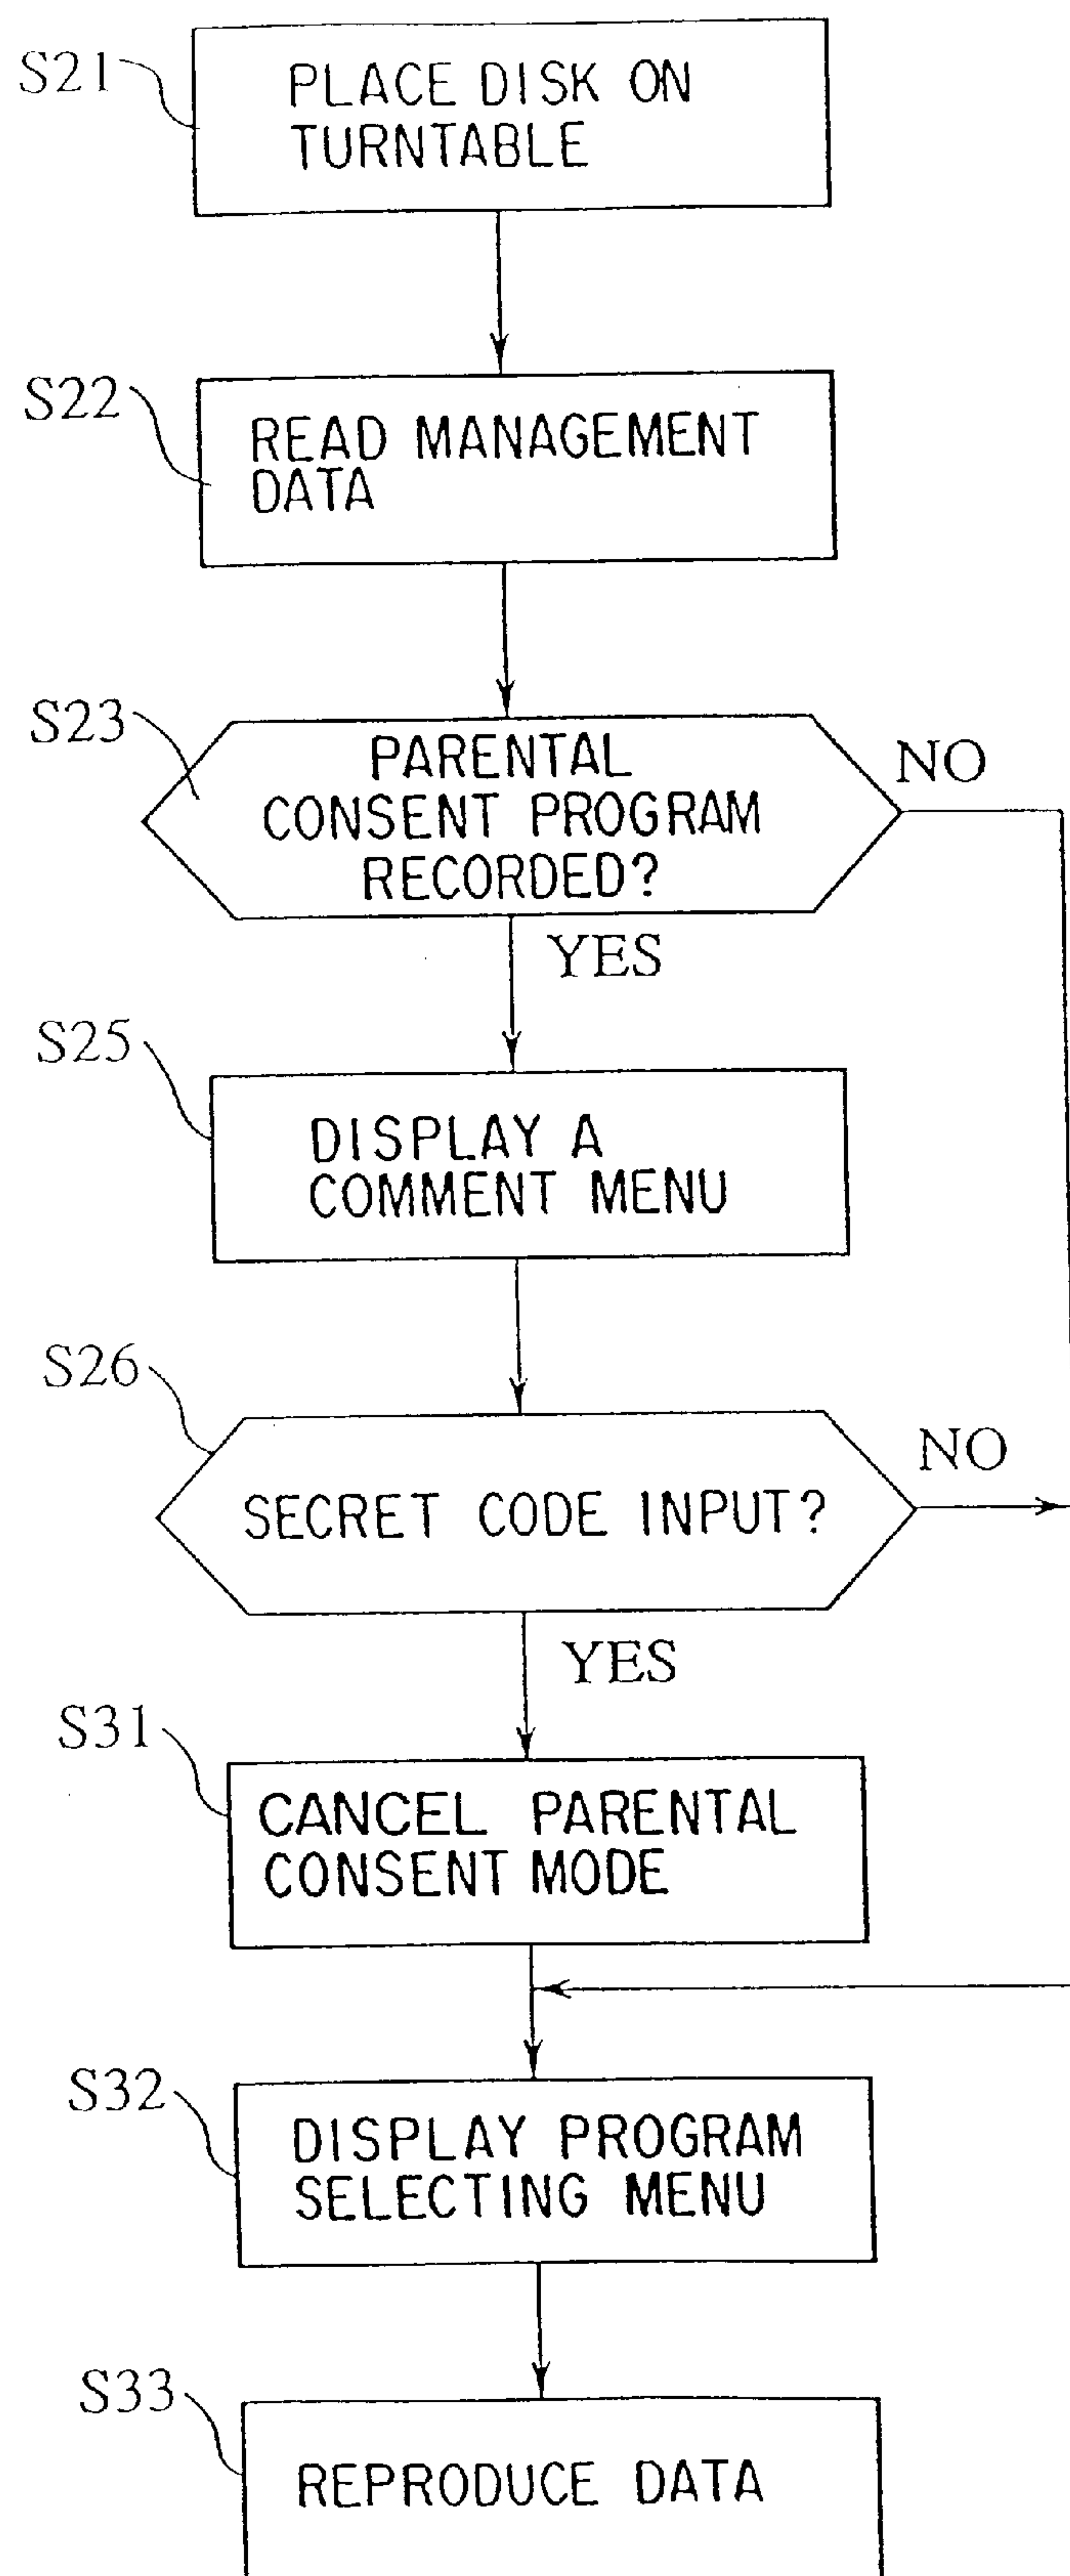 S21
PLACE DISK ON
TURNTABLE
S22
READ MANAGEMENT
DATA
S23
PARENTAL
CONSENT PROGRAM
RECORDED?
NO
YES
S25
DISPLAY A
COMMENT MENU
S26
SECRET CODE INPUT?
NO
YES
S31
CANCEL PARENTAL
CONSENT MODE
S32
DISPLAY PROGRAM
SELECTING MENU
S33
REPRODUCE DATA